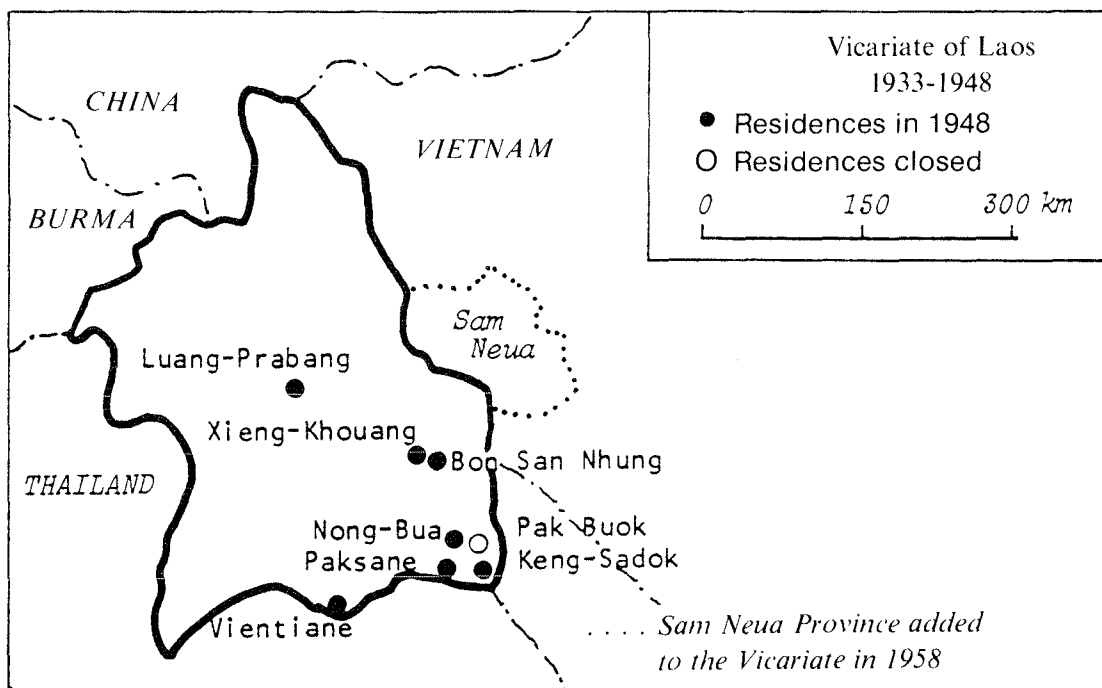 Vicariate of Laos
1933-1948
Residences in 1948
Residences closed
0 150 300 km
CHINA
VIETNAM
BURMA
Sam
Neua
Luang-Prabang
Xieng-Khouang
Bon San Nhung
THAILAND
Nong-Bua
Pak Buok
Paksane
Keng-Sadok
Vientiane
.... Sam Neua Province added
to the Vicariate in 1958